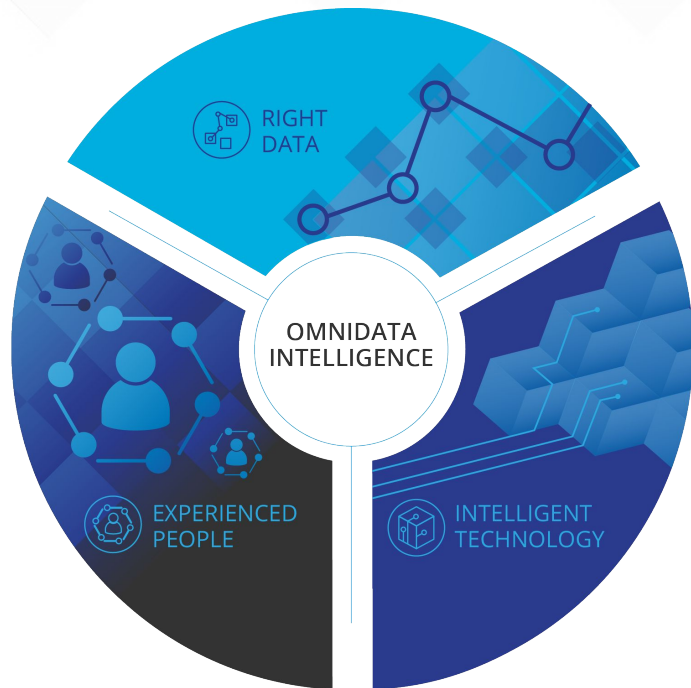 RIGHT
DATA
OMNIDATA
INTELLIGENCE
EXPERIENCED
PEOPLE
INTELLIGENT
TECHNOLOGY